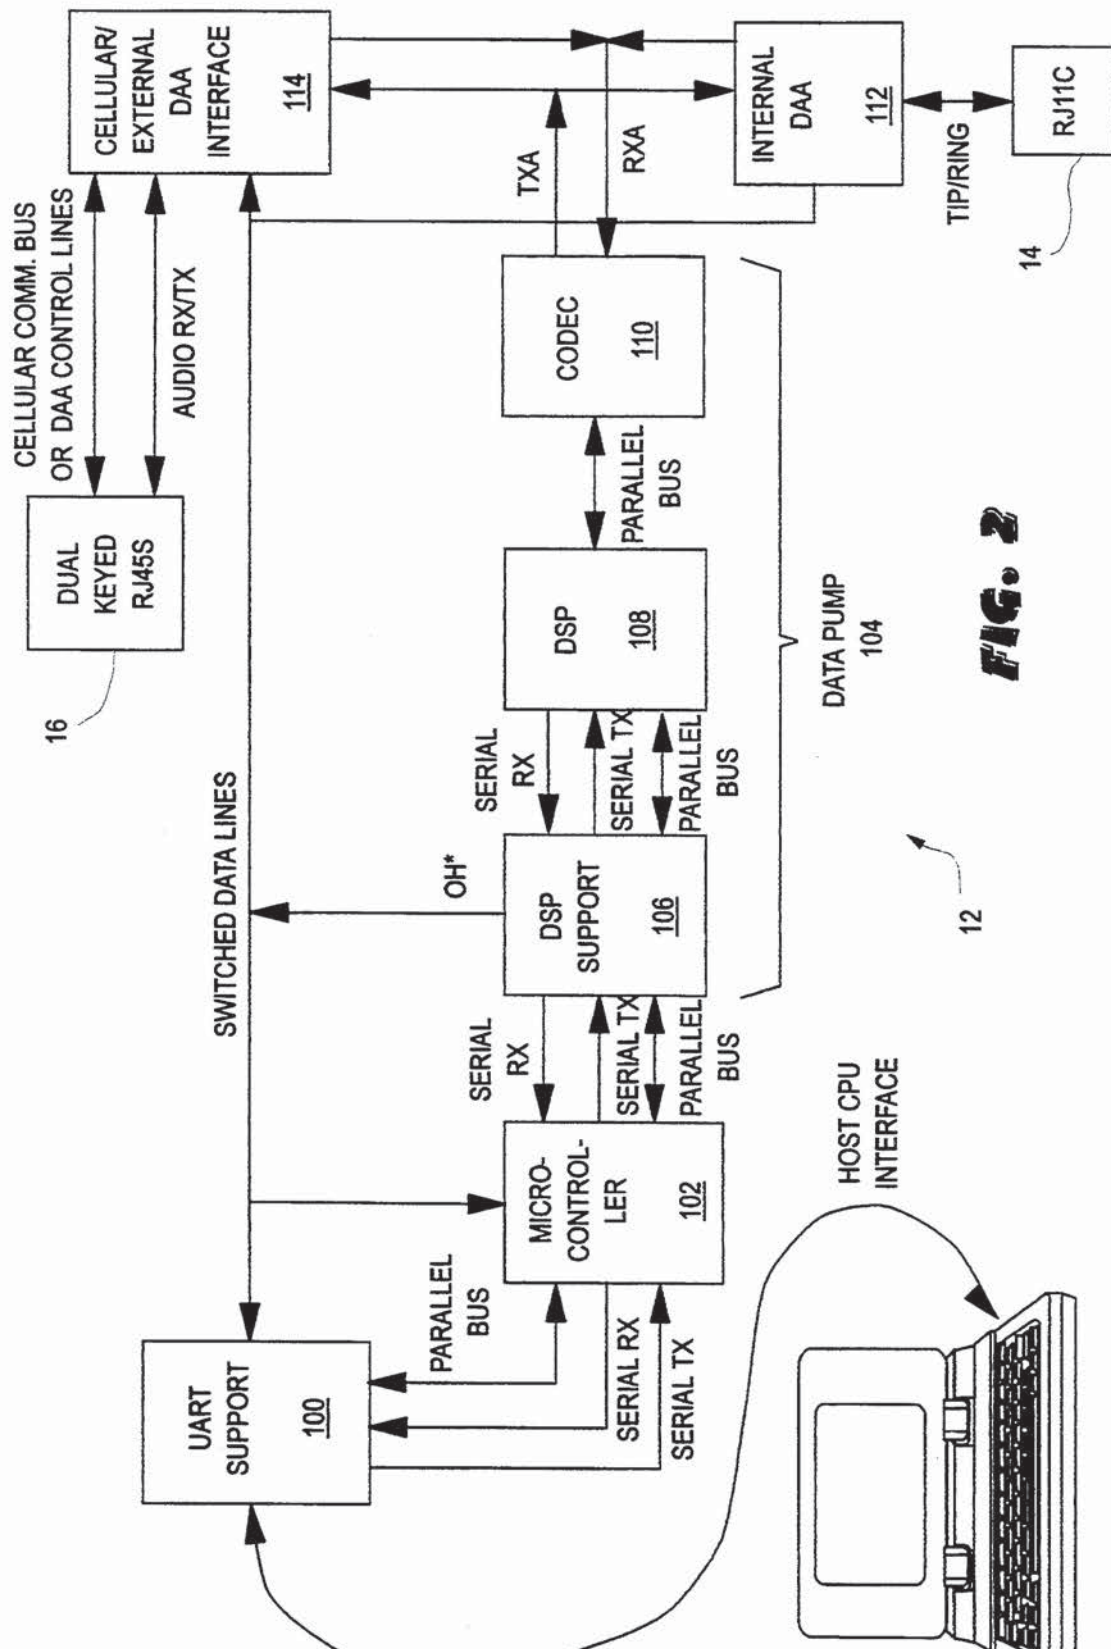 UART
SUPPORT
100
SWITCHED DATA LINES
16
DUAL
KEYED
RJ45S
CELLULAR COMM. BUS
OR DAA CONTROL LINES
AUDIO RX/TX
CELLULAR/
EXTERNAL
DAA
INTERFACE
114
PARALLEL
BUS
SERIAL RX
SERIAL TX
MICRO-
CONTROL-
LER
102
SERIAL
RX
SERIAL TX
PARALLEL
BUS
OH*
DSP
SUPPORT
106
SERIAL
RX
SERIAL TX
PARALLEL
BUS
DSP
108
PARALLEL
BUS
CODEC
110
TXA
RXA
INTERNAL
DAA
112
TIP/RING
14
RJ11C
DATA PUMP
104
HOST CPU
INTERFACE
12
FIG. 2